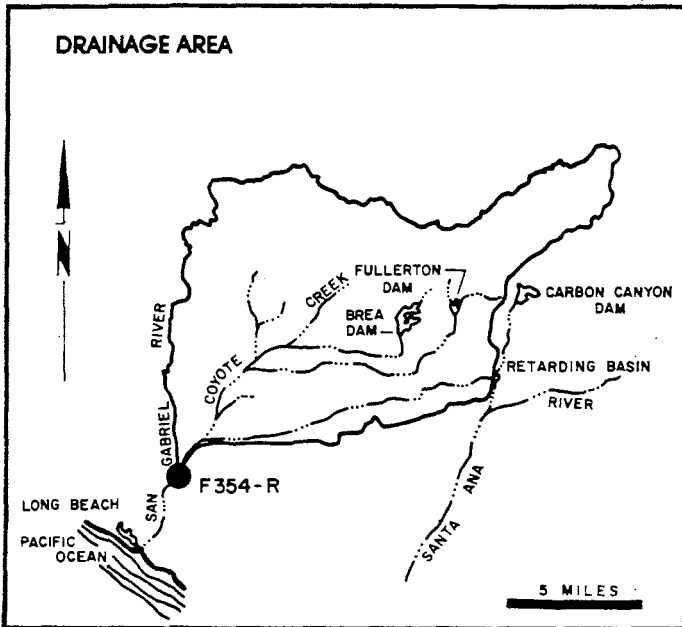 DRAINAGE AREA
N
FULLERTON
DAM
CREEK
BREA
DAM
CARBON CANYON
DAM
RIVER
COYOTE
RETARDING BASIN
RIVER
GABRIEL
F354-R
SAN
ANA
SANTA
LONG BEACH
PACIFIC
OCEAN
5 MILES